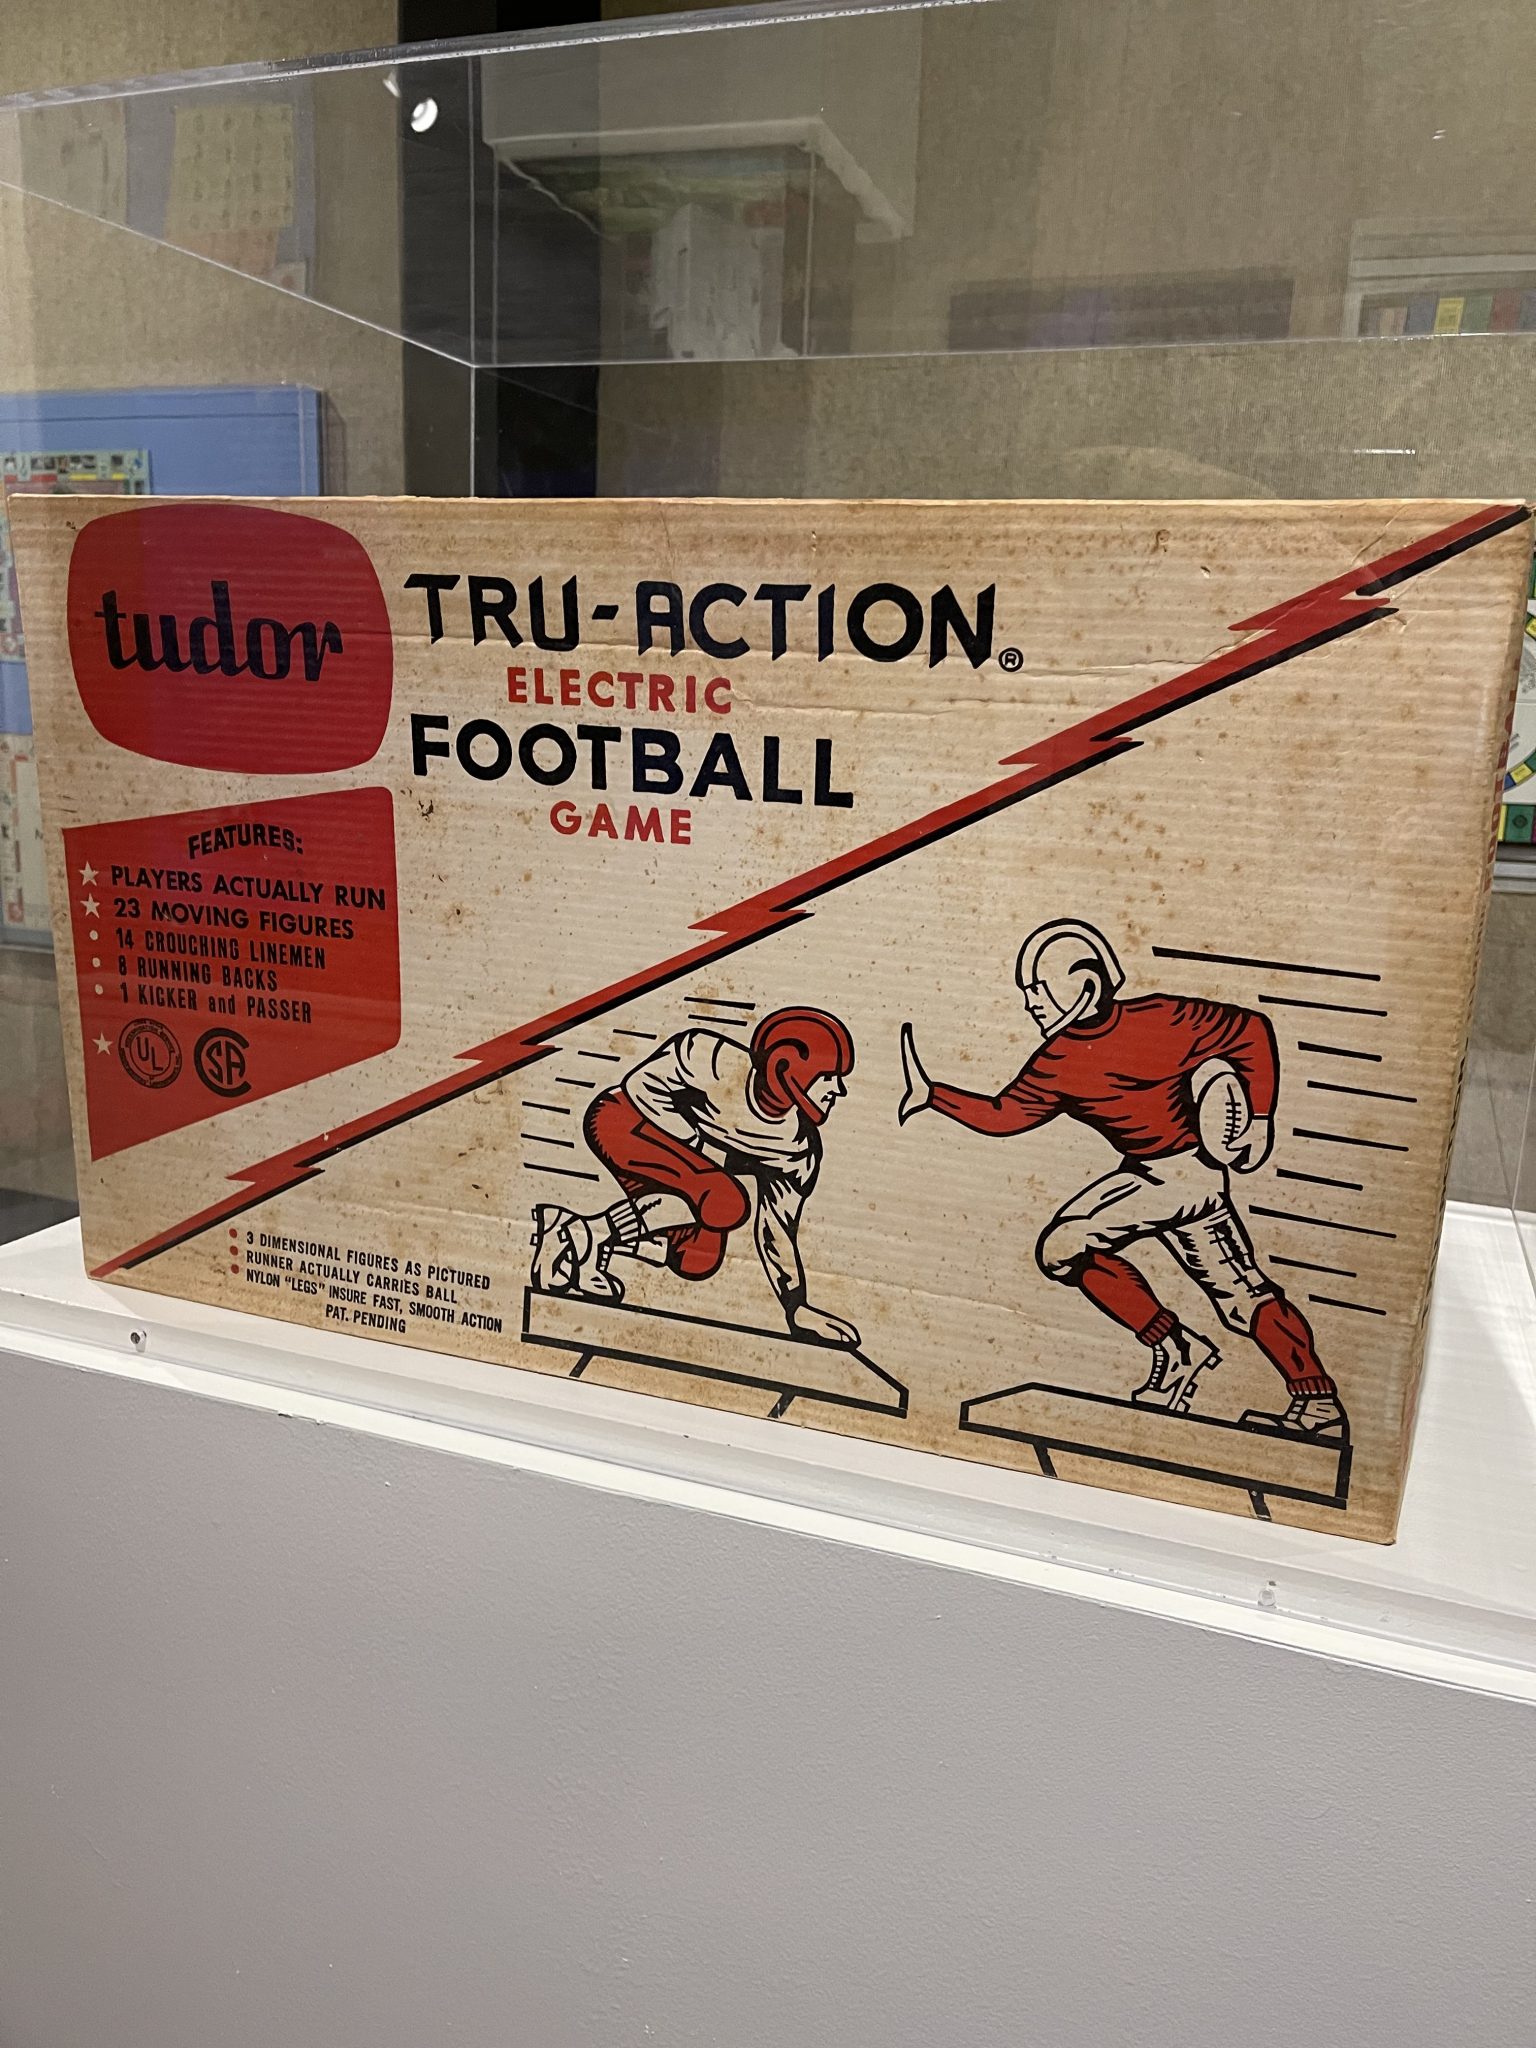 tudor
TRU-ACTION®
ELECTRIC
FOOTBALL
GAME
FEATURES:
★ PLAYERS ACTUALLY RUN
★ 23 MOVING FIGURES
• 14 CROUCHING LINEMEN
• 8 RUNNING BACKS
• 1 KICKER and PASSER
★ UL SA
• 3 DIMENSIONAL FIGURES AS PICTURED
• RUNNER ACTUALLY CARRIES BALL
• NYLON "LEGS" INSURE FAST, SMOOTH ACTION
PAT. PENDING